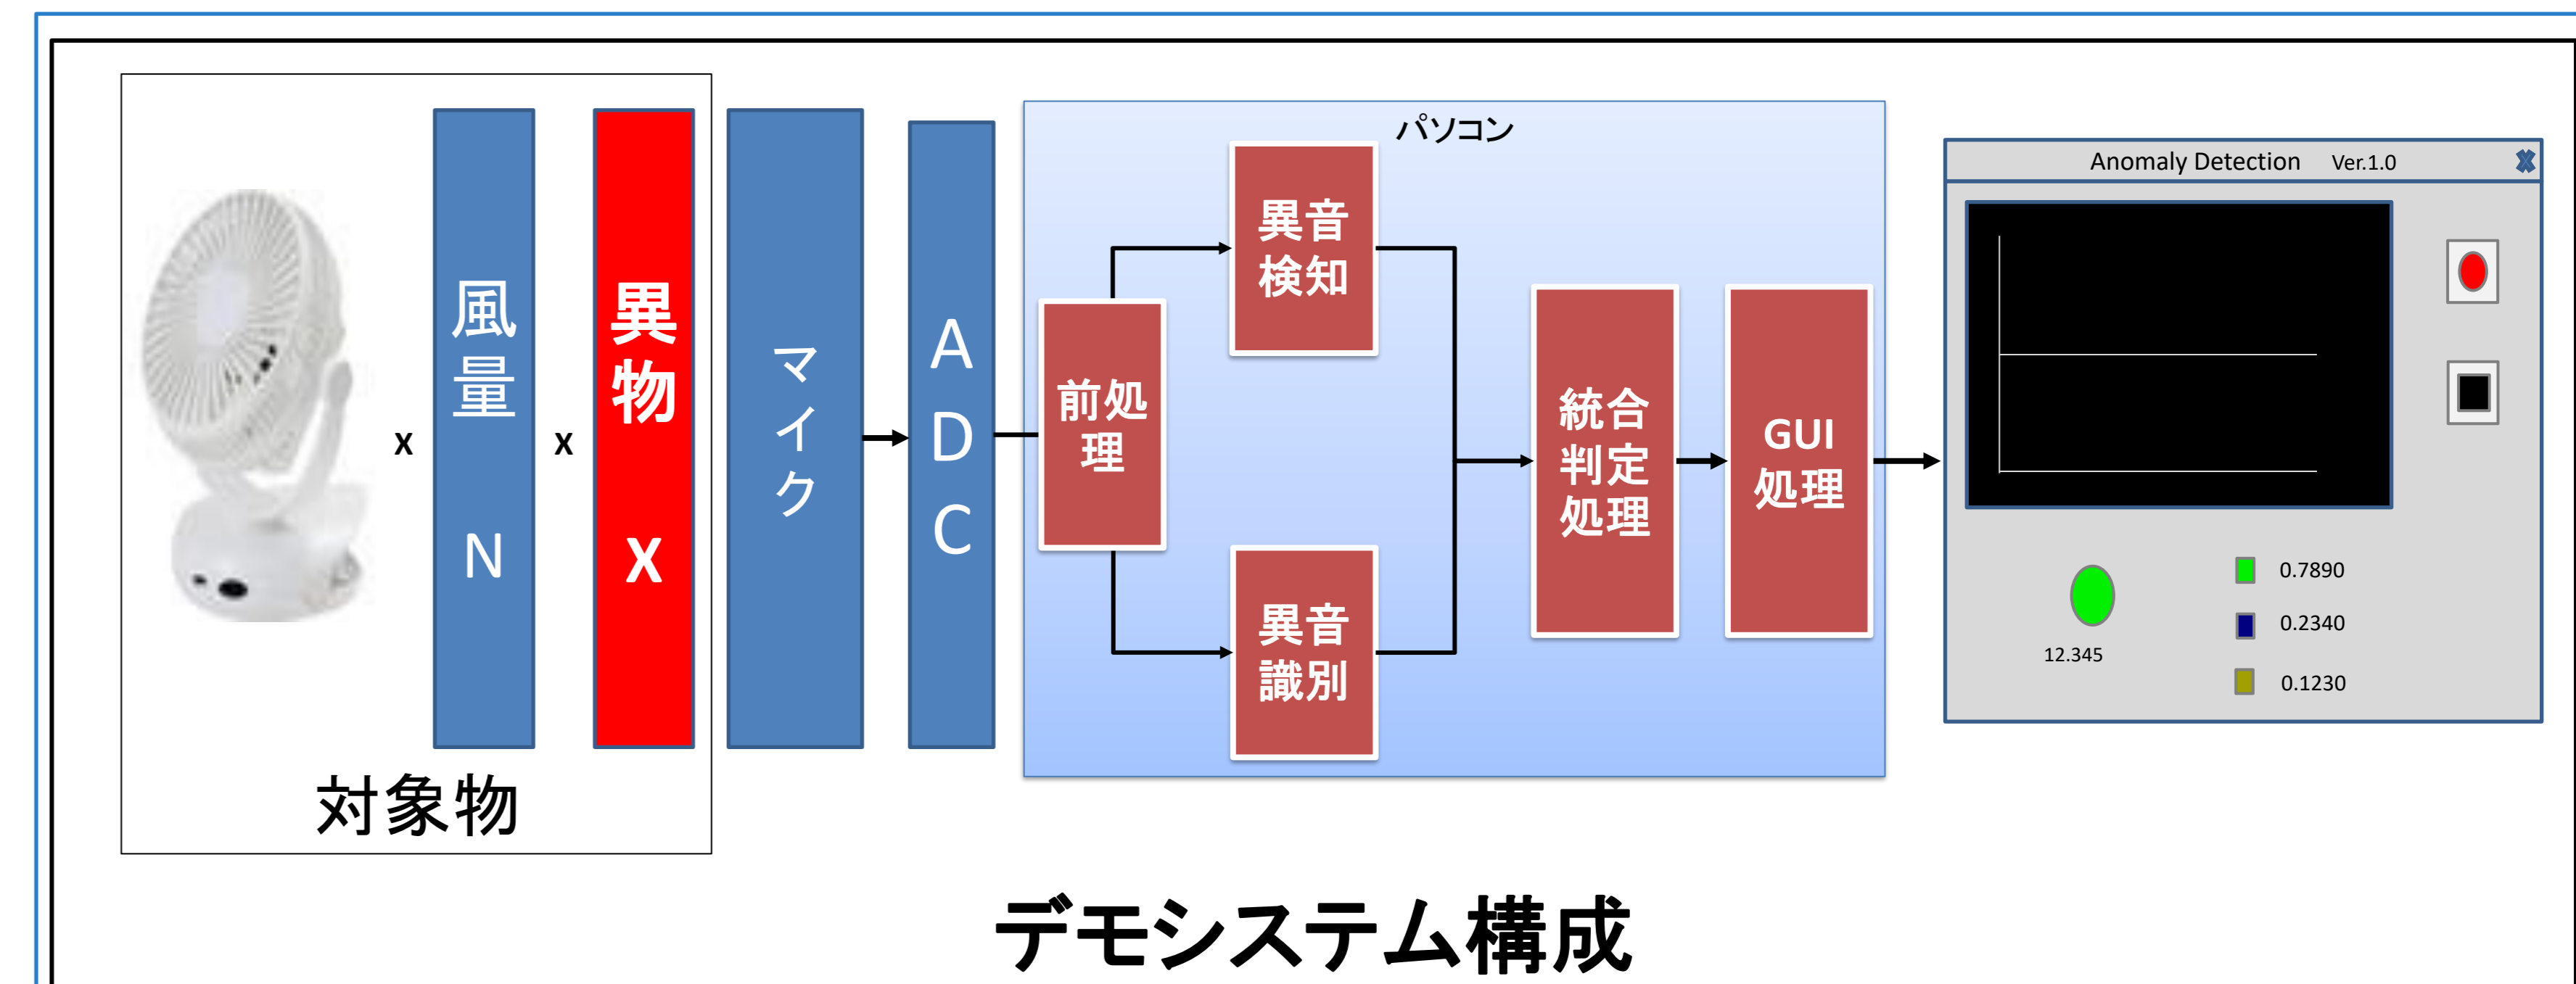 x
風量 N
x
異物 X
対象物
マイク
ADC
パソコン
前処
理
異音
検知
異音
識別
統合
判定
処理
GUI
処理
Anomaly Detection Ver.1.0
12.345
0.7890
0.2340
0.1230
デモシステム構成